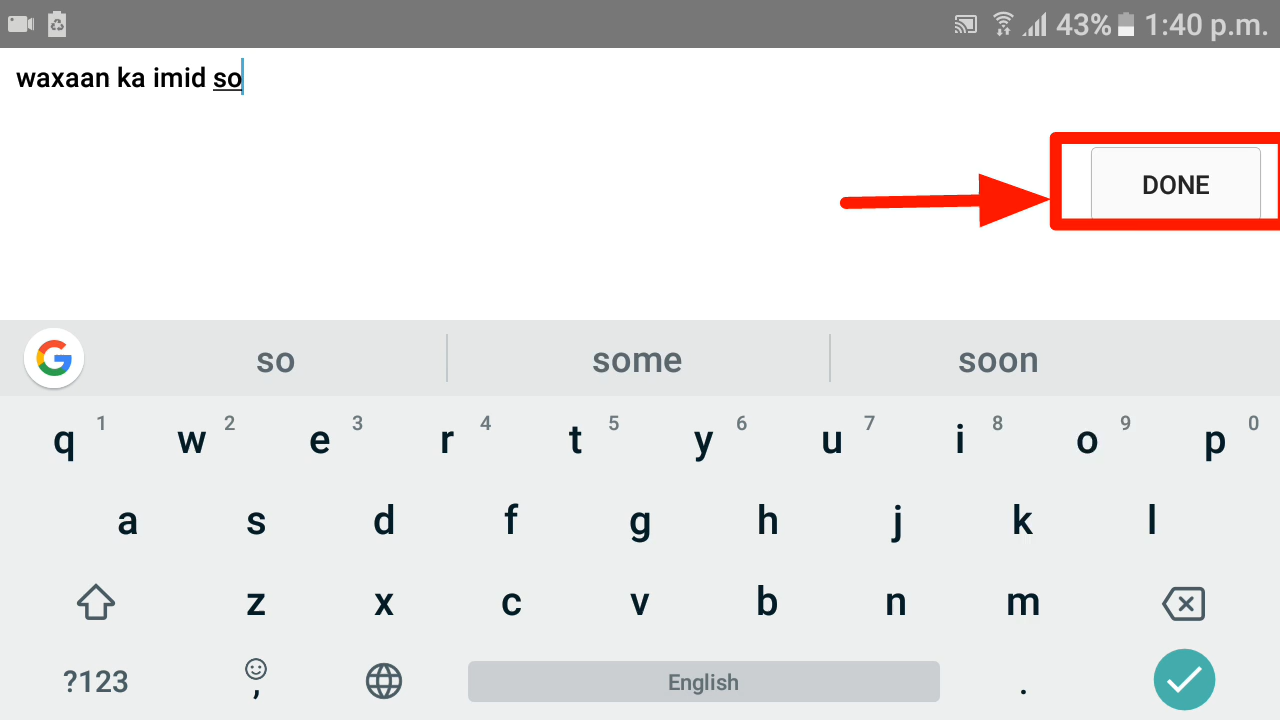 43% 1:40 p.m.
waxaan ka imid so
DONE
so some soon
q 1 w 2 e 3 r 4 t 5 y 6 u 7 i 8 o 9 p 0
a s d f g h j k l
z x c v b n m
?123 , English .